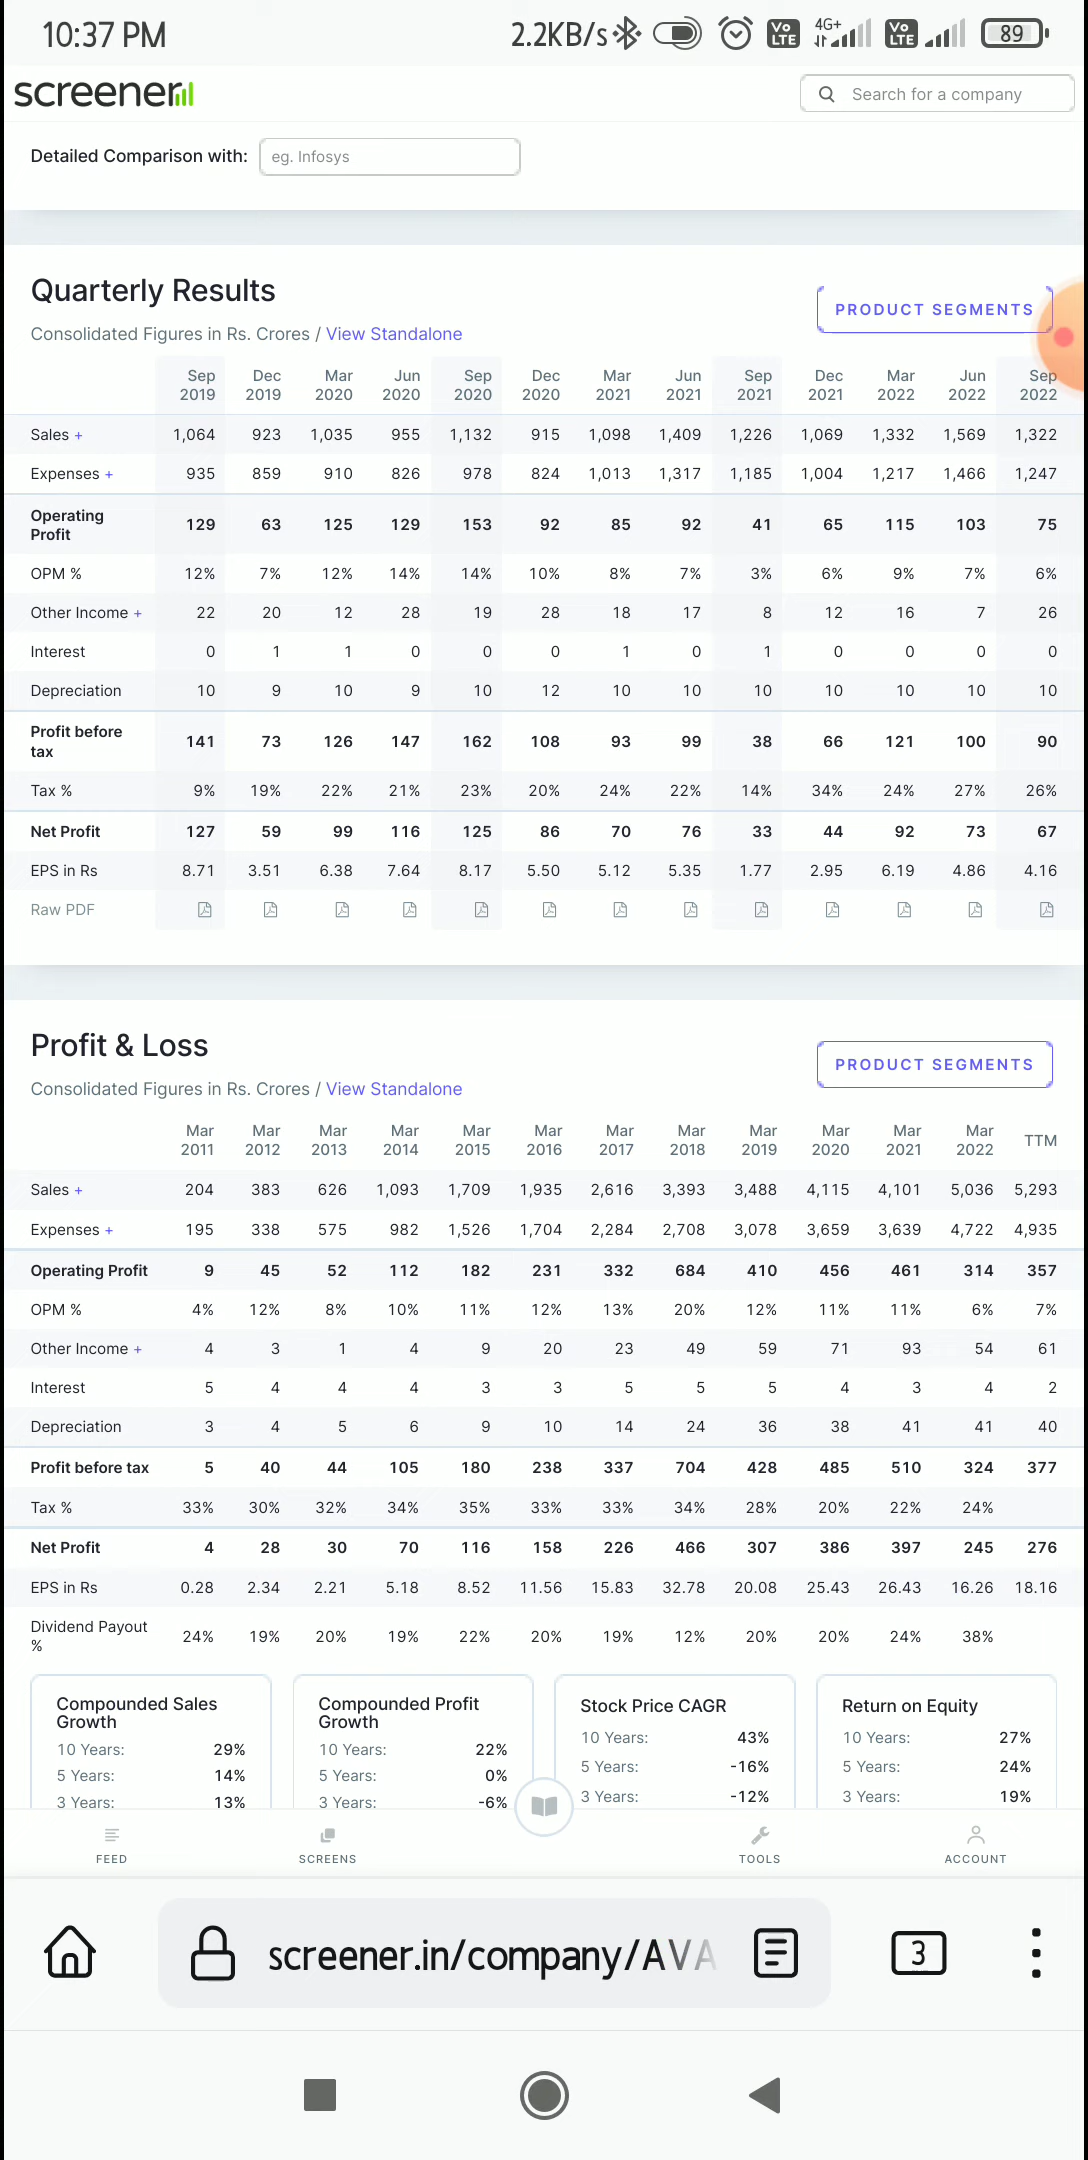 10:37 PM 2.2KB/s Vo LTE 4G+ Vo LTE 89
screener Search for a company
Detailed Comparison with: eg. Infosys
Quarterly Results
PRODUCT SEGMENTS
Consolidated Figures in Rs. Crores / View Standalone
Sep 2019 Dec 2019 Mar 2020 Jun 2020 Sep 2020 Dec 2020 Mar 2021 Jun 2021 Sep 2021 Dec 2021 Mar 2022 Jun 2022 Sep 2022
Sales + 1,064 923 1,035 955 1,132 915 1,098 1,409 1,226 1,069 1,332 1,569 1,322
Expenses + 935 859 910 826 978 824 1,013 1,317 1,185 1,004 1,217 1,466 1,247
Operating Profit 129 63 125 129 153 92 85 92 41 65 115 103 75
OPM % 12% 7% 12% 14% 14% 10% 8% 7% 3% 6% 9% 7% 6%
Other Income + 22 20 12 28 19 28 18 17 8 12 16 7 26
Interest 0 1 1 0 0 0 1 0 1 0 0 0 0
Depreciation 10 9 10 9 10 12 10 10 10 10 10 10 10
Profit before tax 141 73 126 147 162 108 93 99 38 66 121 100 90
Tax % 9% 19% 22% 21% 23% 20% 24% 22% 14% 34% 24% 27% 26%
Net Profit 127 59 99 116 125 86 70 76 33 44 92 73 67
EPS in Rs 8.71 3.51 6.38 7.64 8.17 5.50 5.12 5.35 1.77 2.95 6.19 4.86 4.16
Raw PDF
Profit & Loss
PRODUCT SEGMENTS
Consolidated Figures in Rs. Crores / View Standalone
Mar 2011 Mar 2012 Mar 2013 Mar 2014 Mar 2015 Mar 2016 Mar 2017 Mar 2018 Mar 2019 Mar 2020 Mar 2021 Mar 2022 TTM
Sales + 204 383 626 1,093 1,709 1,935 2,616 3,393 3,488 4,115 4,101 5,036 5,293
Expenses + 195 338 575 982 1,526 1,704 2,284 2,708 3,078 3,659 3,639 4,722 4,935
Operating Profit 9 45 52 112 182 231 332 684 410 456 461 314 357
OPM % 4% 12% 8% 10% 11% 12% 13% 20% 12% 11% 11% 6% 7%
Other Income + 4 3 1 4 9 20 23 49 59 71 93 54 61
Interest 5 4 4 4 3 3 5 5 5 4 3 4 2
Depreciation 3 4 5 6 9 10 14 24 36 38 41 41 40
Profit before tax 5 40 44 105 180 238 337 704 428 485 510 324 377
Tax % 33% 30% 32% 34% 35% 33% 33% 34% 28% 20% 22% 24%
Net Profit 4 28 30 70 116 158 226 466 307 386 397 245 276
EPS in Rs 0.28 2.34 2.21 5.18 8.52 11.56 15.83 32.78 20.08 25.43 26.43 16.26 18.16
Dividend Payout % 24% 19% 20% 19% 22% 20% 19% 12% 20% 20% 24% 38%
Compounded Sales Growth
10 Years: 29%
5 Years: 14%
3 Years: 13%
Compounded Profit Growth
10 Years: 22%
5 Years: 0%
3 Years: -6%
Stock Price CAGR
10 Years: 43%
5 Years: -16%
3 Years: -12%
Return on Equity
10 Years: 27%
5 Years: 24%
3 Years: 19%
FEED SCREENS TOOLS ACCOUNT
screener.in/company/AVA 3